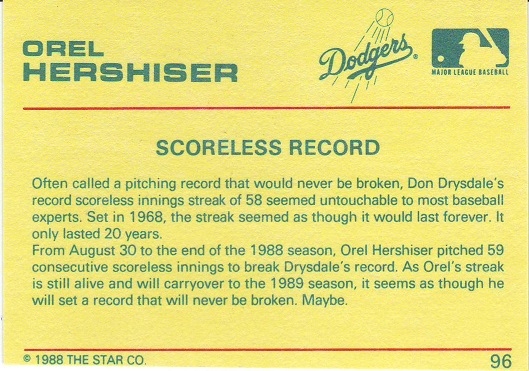 OREL
HERSHISER
Dodgers®
MAJOR LEAGUE BASEBALL
SCORELESS RECORD
Often called a pitching record that would never be broken, Don Drysdale's
record scoreless innings streak of 58 seemed untouchable to most baseball
experts. Set in 1968, the streak seemed as though it would last forever. It
only lasted 20 years.
From August 30 to the end of the 1988 season, Orel Hershiser pitched 59
consecutive scoreless innings to break Drysdale's record. As Orel's streak
is still alive and will carryover to the 1989 season, it seems as though he
will set a record that will never be broken. Maybe.
© 1988 THE STAR CO.
96